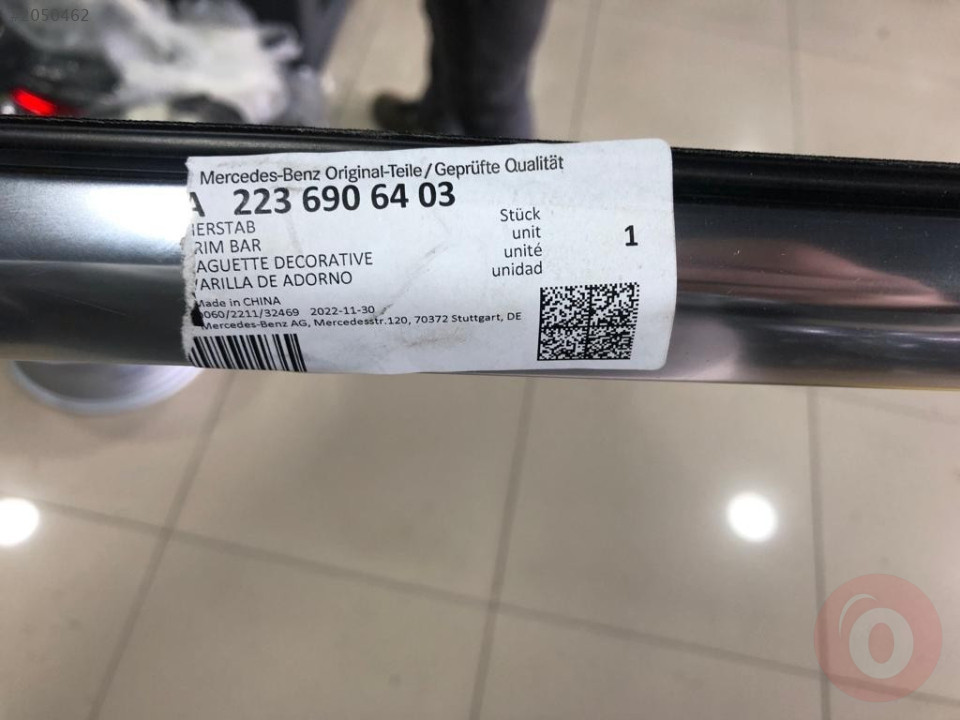 2056462
Mercedes-Benz Original-Teile/Geprüfte Qualität
A 223 690 64 03
IERSTAB
RIM BAR
AGUETTE DECORATIVE
VARILLA DE ADORNO
Stück
unit
unité
unidad
1
Made in CHINA
0060/2211/32469 2022-11-30
Mercedes-Benz AG, Mercedesstr.120, 70372 Stuttgart, DE
o